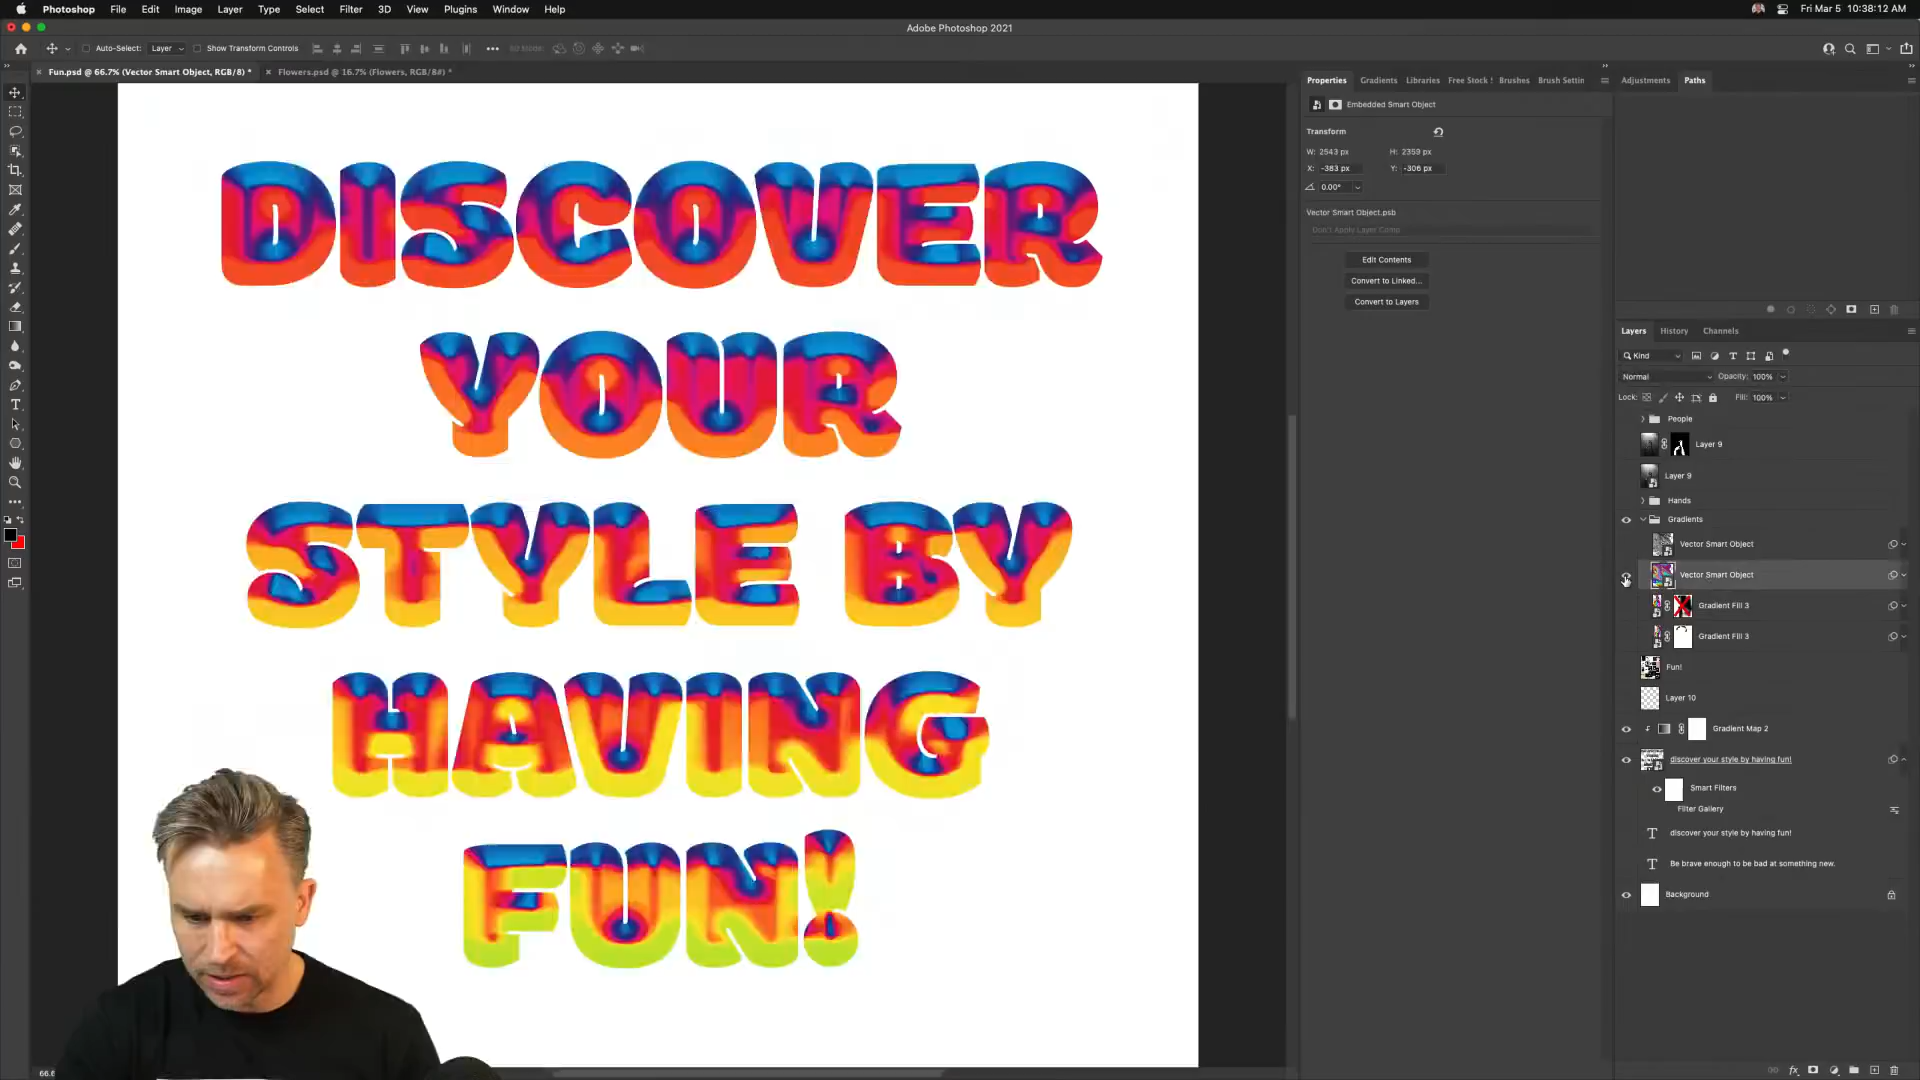 Photoshop File Edit Image Layer Type Select Filter 3D View Plugins Window Help Fri Mar 5 10:38:12 AM
Adobe Photoshop 2021
Auto-Select: Layer Show Transform Controls
Fun.psd @ 66.7% (Vector Smart Object, RGB/8) * Flowers.psd @ 16.7% (Flowers, RGB/8#) *
DISCOVER
YOUR
STYLE BY
HAVING
FUN!
Properties Gradients Libraries Free Stock Brushes Brush Settin
Embedded Smart Object
Transform
W: 2543 px H: 2359 px
X: -383 px Y: -306 px
0.00°
Vector Smart Object.psb
Don't Apply Layer Comp
Edit Contents
Convert to Linked...
Convert to Layers
Adjustments Paths
Layers History Channels
Kind
Normal Opacity: 100%
Lock: Fill: 100%
People
Layer 9
Layer 9
Hands
Gradients
Vector Smart Object
Vector Smart Object
Gradient Fill 3
Gradient Fill 3
Fun!
Layer 10
Gradient Map 2
discover your style by having fun!
Smart Filters
Filter Gallery
T discover your style by having fun!
T Be brave enough to be bad at something new.
Background